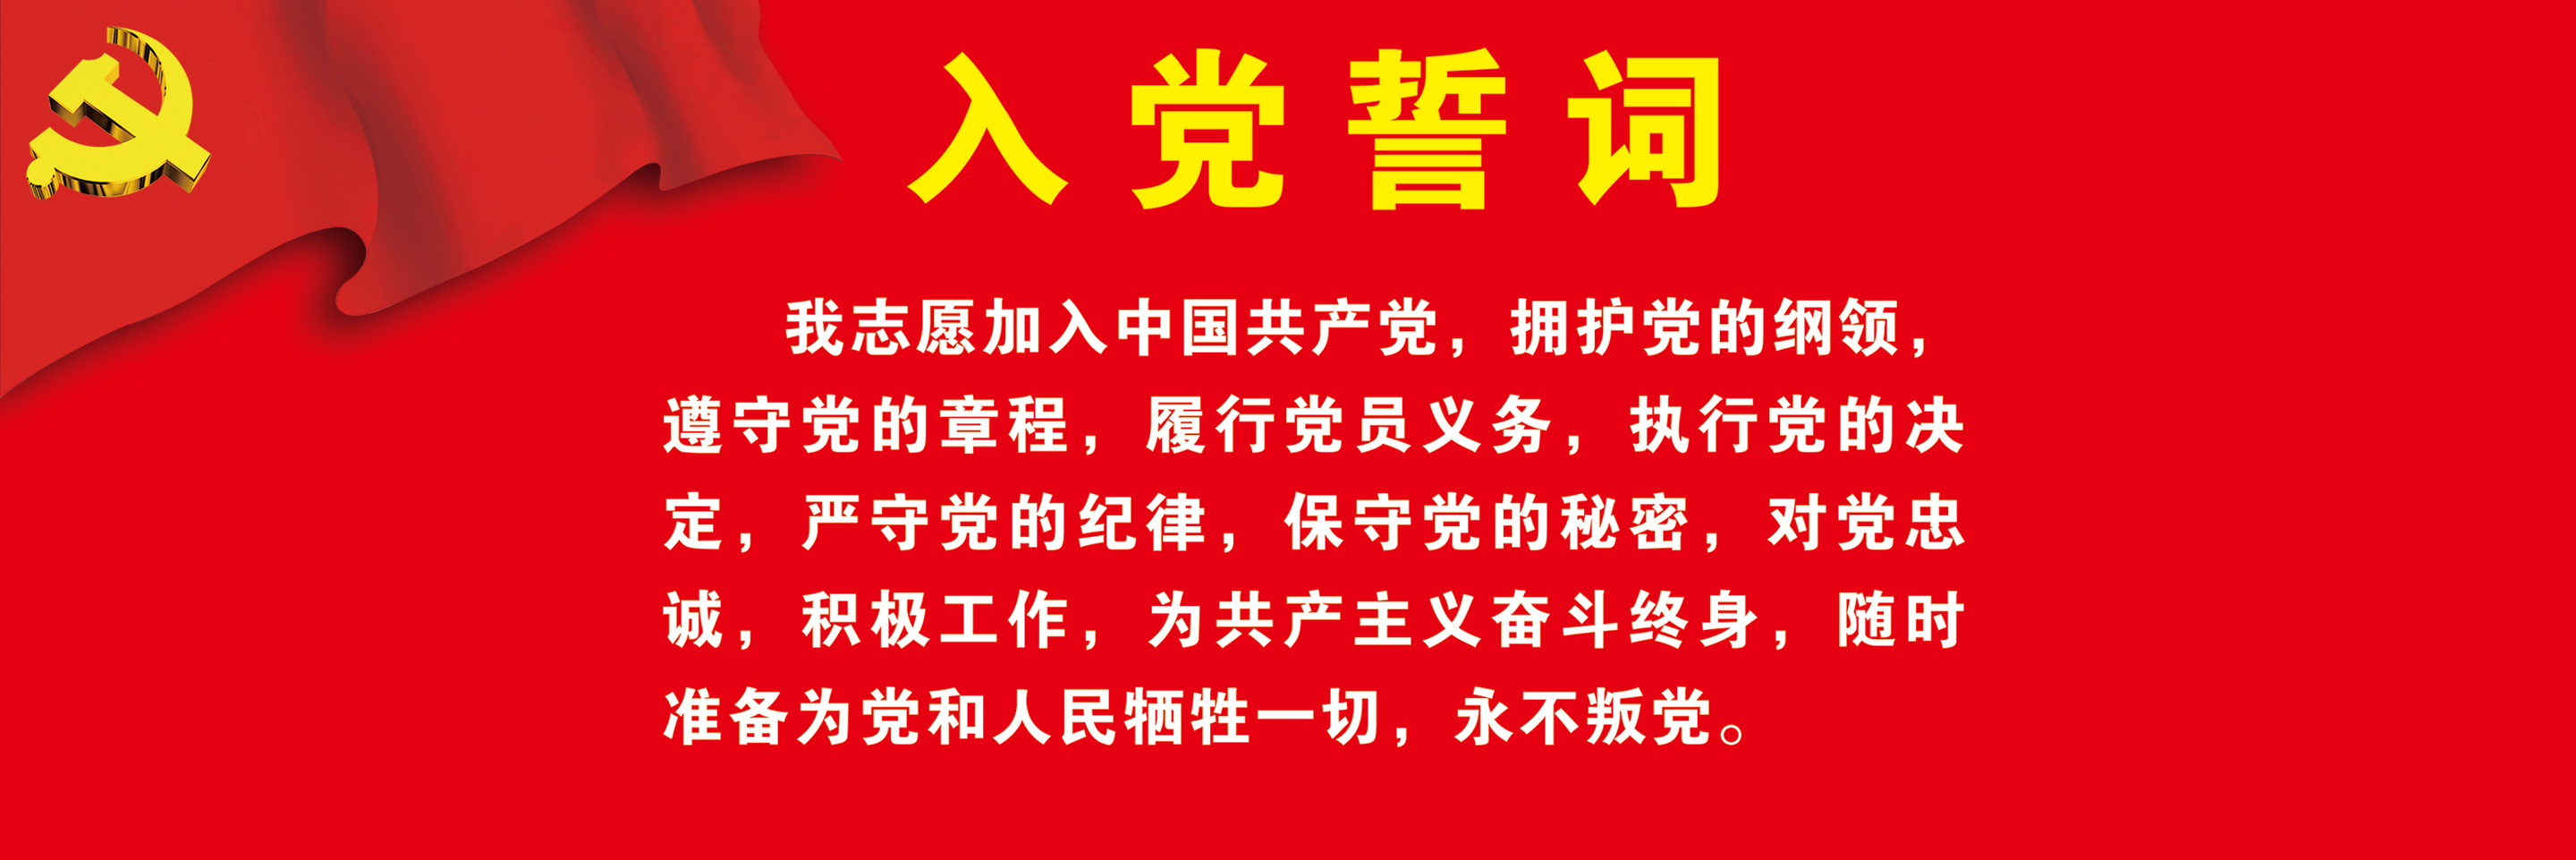 入党誓词
我志愿加入中国共产党，拥护党的纲领，
遵守党的章程，履行党员义务，执行党的决
定，严守党的纪律，保守党的秘密，对党忠
诚，积极工作，为共产主义奋斗终身，随时
准备为党和人民牺牲一切，永不叛党。